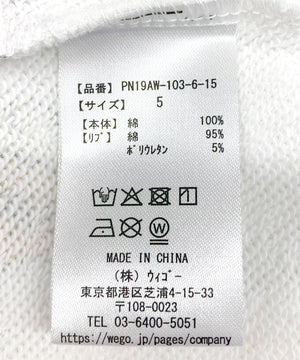 【品番】 PN19AW-103-6-15
【サイズ】 5
【本体】綿 100%
【リブ】綿 95%
ポリウレタン 5%
MADE IN CHINA
(株) ウィゴー
東京都港区芝浦4-15-33
〒108-0023
TEL 03-6400-5051
https://wego.jp/pages/company